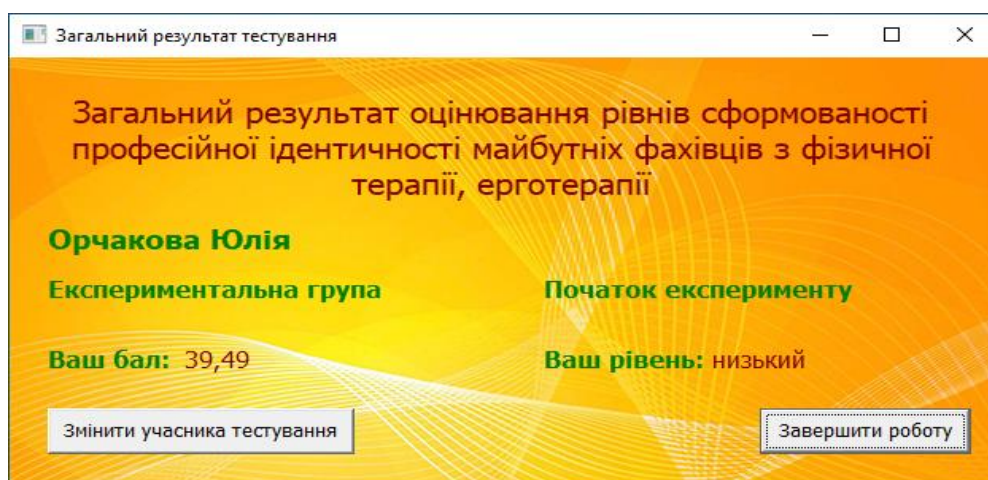 Загальний результат тестування
Загальний результат оцінювання рівнів сформованості
професійної ідентичності майбутніх фахівців з фізичної
терапії, ерготерапії
Орчакова Юлія
Експериментальна група
Початок експерименту
Ваш бал: 39,49
Ваш рівень: низький
Змінити учасника тестування
Завершити роботу